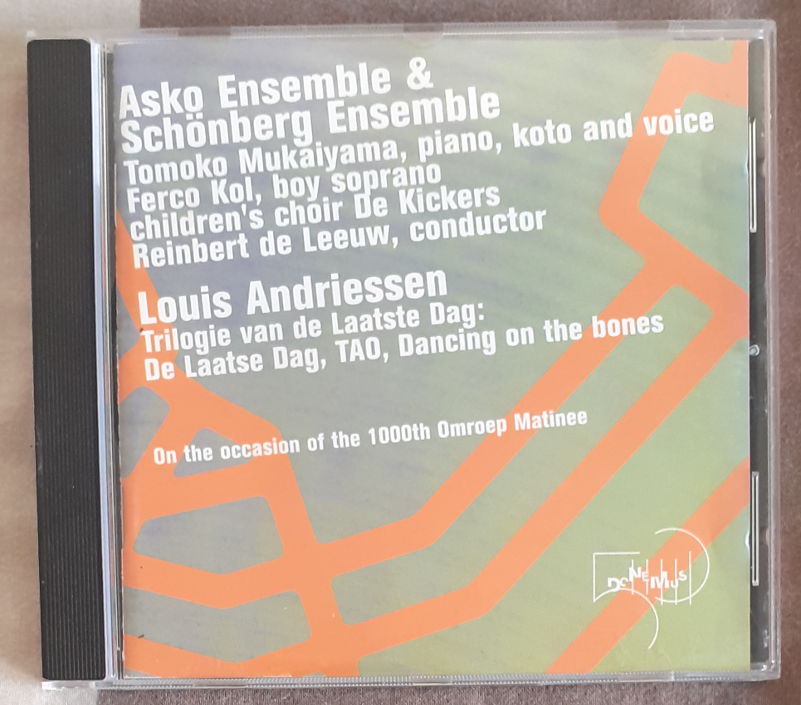 Asko Ensemble &
Schönberg Ensemble
Tomoko Mukaiyama, piano, koto and voice
Ferco Kol, boy soprano
children's choir De Kickers
Reinbert de Leeuw, conductor
Louis Andriessen
Trilogie van de Laatste Dag:
De Laatse Dag, TAO, Dancing on the bones
On the occasion of the 1000th Omroep Matinee
DONEMUS